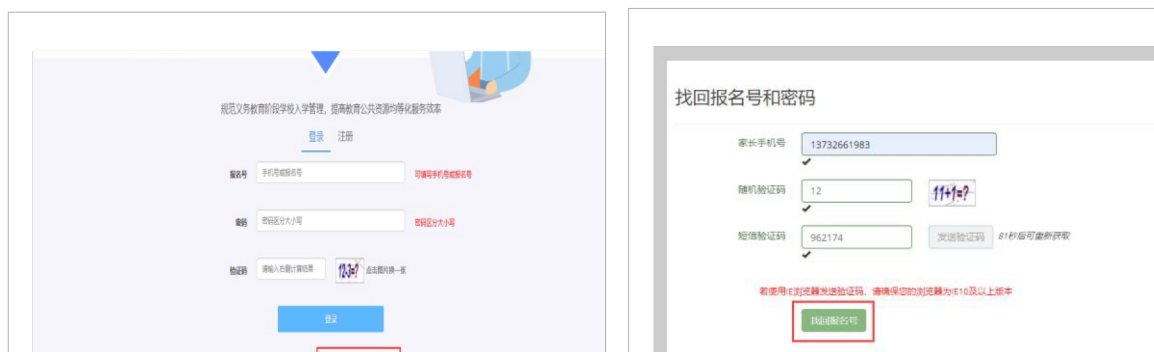 规范义务教育阶段学校入学管理，提高教育公共资源均等化服务效率
登录 注册
报名号 手机号或报名号 可填写手机号或报名号
密码 密码区分大小写 密码区分大小写
验证码 请输入右侧计算结果 12-3=? 点击图片换一张
登录
找回报名号和密码
家长手机号 13732661983
随机验证码 12 11+1=?
短信验证码 962174 发送验证码 81秒后可重新获取
若使用IE浏览器发送验证码，请确保您的浏览器为IE10及以上版本
找回报名号